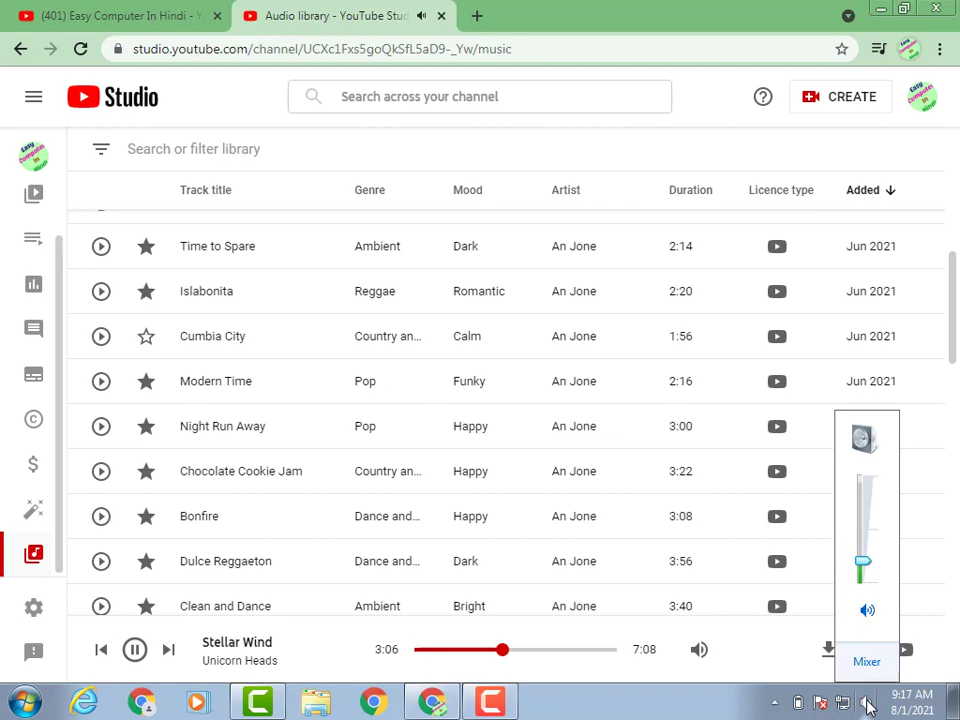 (401) Easy Computer In Hindi - Y
Audio library - YouTube Stu
studio.youtube.com/channel/UCXc1Fxs5goQkSfL5aD9-_Yw/music
Studio
Search across your channel
CREATE
Easy Computer In Hindi
Search or filter library
Track title Genre Mood Artist Duration Licence type Added
Time to Spare Ambient Dark An Jone 2:14 Jun 2021
Islabonita Reggae Romantic An Jone 2:20 Jun 2021
Cumbia City Country an... Calm An Jone 1:56 Jun 2021
Modern Time Pop Funky An Jone 2:16 Jun 2021
Night Run Away Pop Happy An Jone 3:00
Chocolate Cookie Jam Country an... Happy An Jone 3:22
Bonfire Dance and... Happy An Jone 3:08
Dulce Reggaeton Dance and... Dark An Jone 3:56
Clean and Dance Ambient Bright An Jone 3:40
Stellar Wind
Unicorn Heads
3:06 7:08
Mixer
9:17 AM
8/1/2021